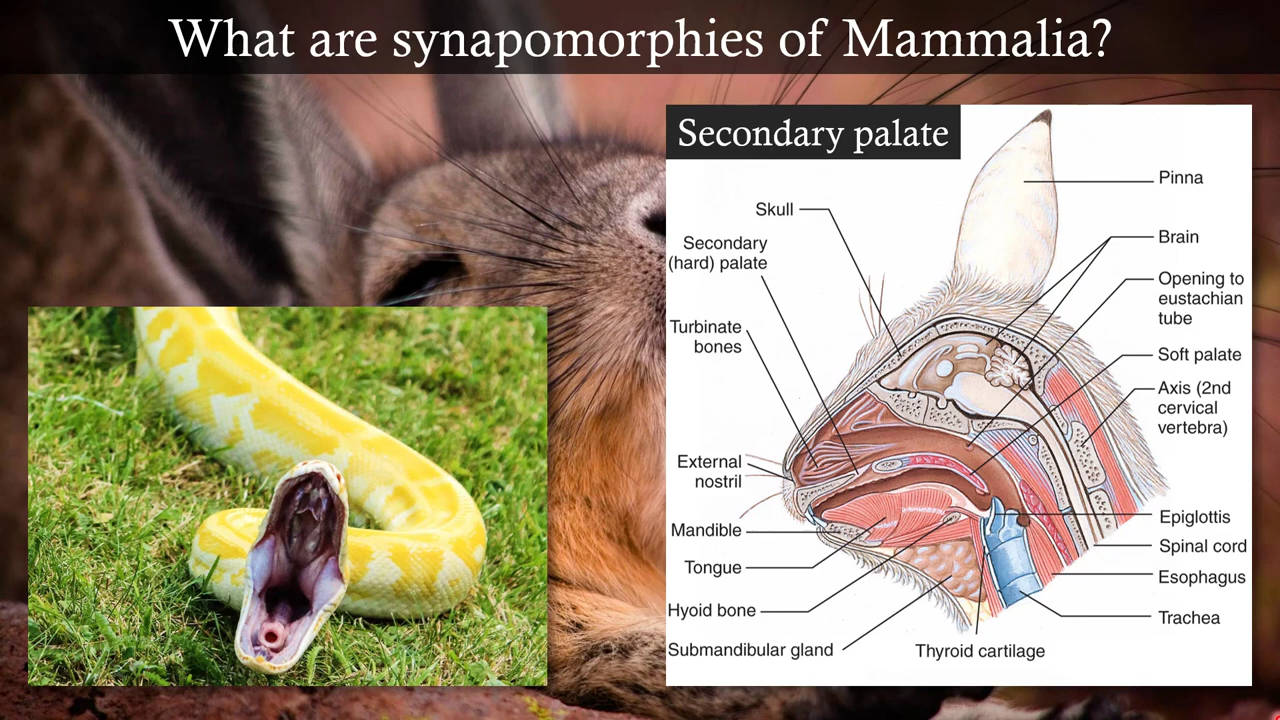 What are synapomorphies of Mammalia?
Secondary palate
Pinna
Skull
Brain
Secondary
(hard) palate
Opening to
eustachian
tube
Turbinate
bones
Soft palate
Axis (2nd
cervical
vertebra)
External
nostril
Epiglottis
Mandible
Spinal cord
Tongue
Esophagus
Hyoid bone
Trachea
Submandibular gland
Thyroid cartilage